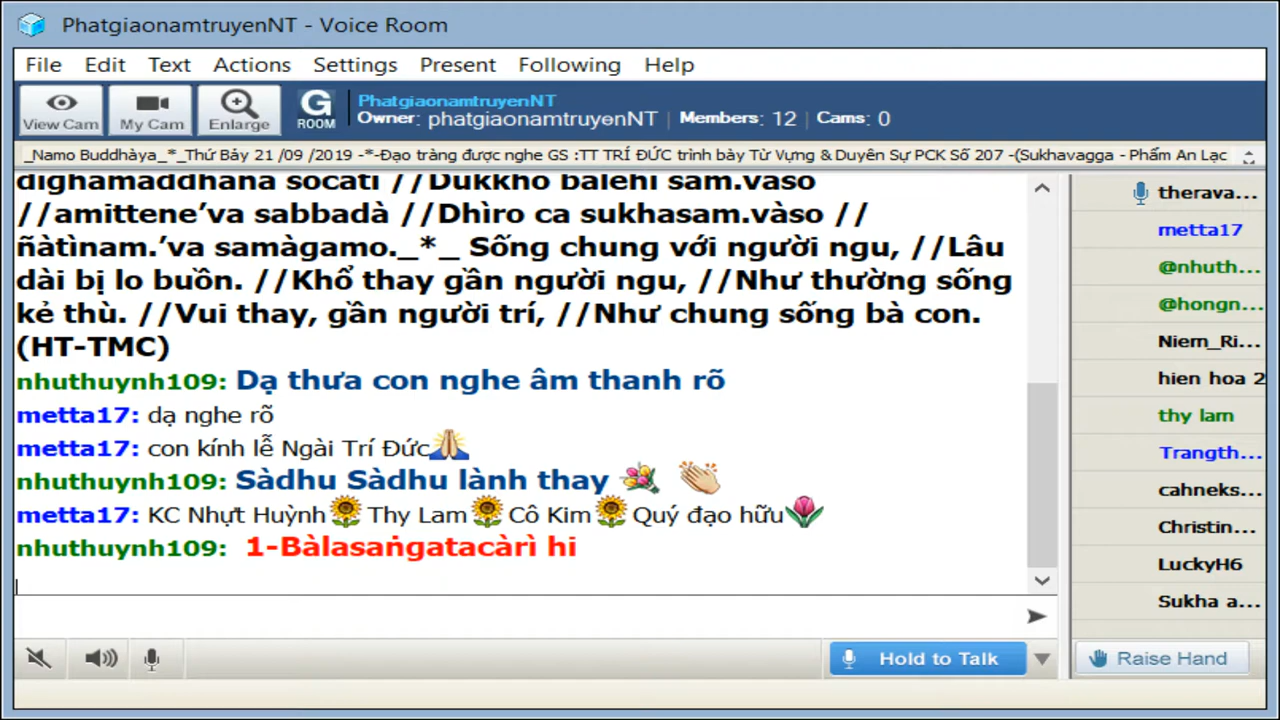 PhatgiaonamtruyenNT - Voice Room
File Edit Text Actions Settings Present Following Help
View Cam My Cam Enlarge G ROOM PhatgiaonamtruyenNT
Owner: phatgiaonamtruyenNT Members: 12 Cams: 0
_Namo Buddhàya_*_Thứ Bảy 21 /09 /2019 -*-Đạo tràng được nghe GS :TT TRÍ ĐỨC trình bày Từ Vựng & Duyên Sự PCK Số 207 -(Sukhavagga - Phẩm An Lạc
dighamaddhana socati //Dukkho balehi sam.vaso
//amittene’va sabbadà //Dhìro ca sukhasam.vàso //
ñàtìnam.’va samàgamo._*_ Sống chung với người ngu, //Lâu
dài bị lo buồn. //Khổ thay gần người ngu, //Như thường sống
kẻ thù. //Vui thay, gần người trí, //Như chung sống bà con.
(HT-TMC)
nhuthuynh109: Dạ thưa con nghe âm thanh rõ
metta17: dạ nghe rõ
metta17: con kính lễ Ngài Trí Đức
nhuthuynh109: Sàdhu Sàdhu lành thay
metta17: KC Nhựt Huỳnh Thy Lam Cô Kim Quý đạo hữu
nhuthuynh109: 1-Bàlasaṅgatacàrì hi
therava...
metta17
@nhuth...
@hongn...
Niem_Ri...
hien hoa 2
thy lam
Trangth...
cahneks...
Christin...
LuckyH6
Sukha a...
Hold to Talk
Raise Hand